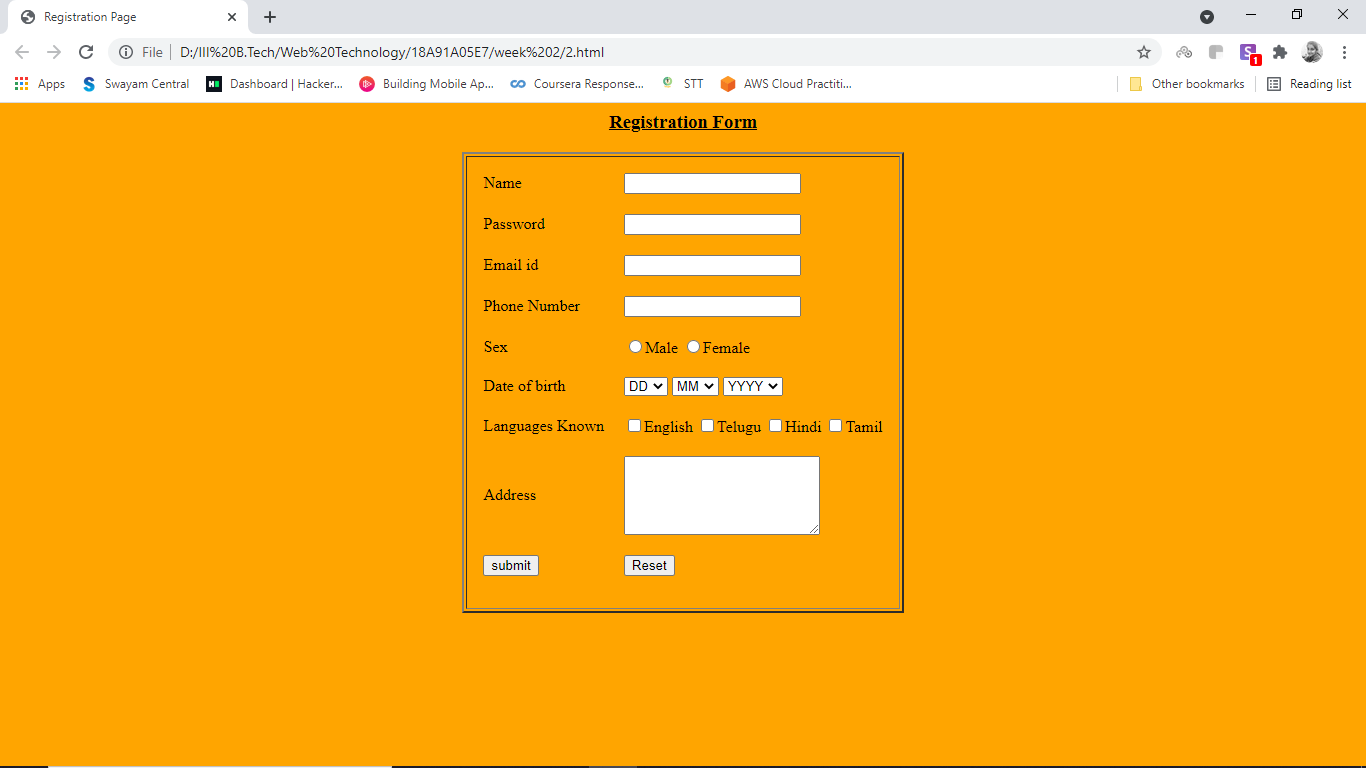 Registration Page
File D:/III%20B.Tech/Web%20Technology/18A91A05E7/week%202/2.html
1
Apps Swayam Central Dashboard | Hacker... Building Mobile Ap... Coursera Response... STT AWS Cloud Practiti... Other bookmarks Reading list
Registration Form
Name
Password
Email id
Phone Number
Sex Male Female
Date of birth DD MM YYYY
Languages Known English Telugu Hindi Tamil
Address
submit Reset